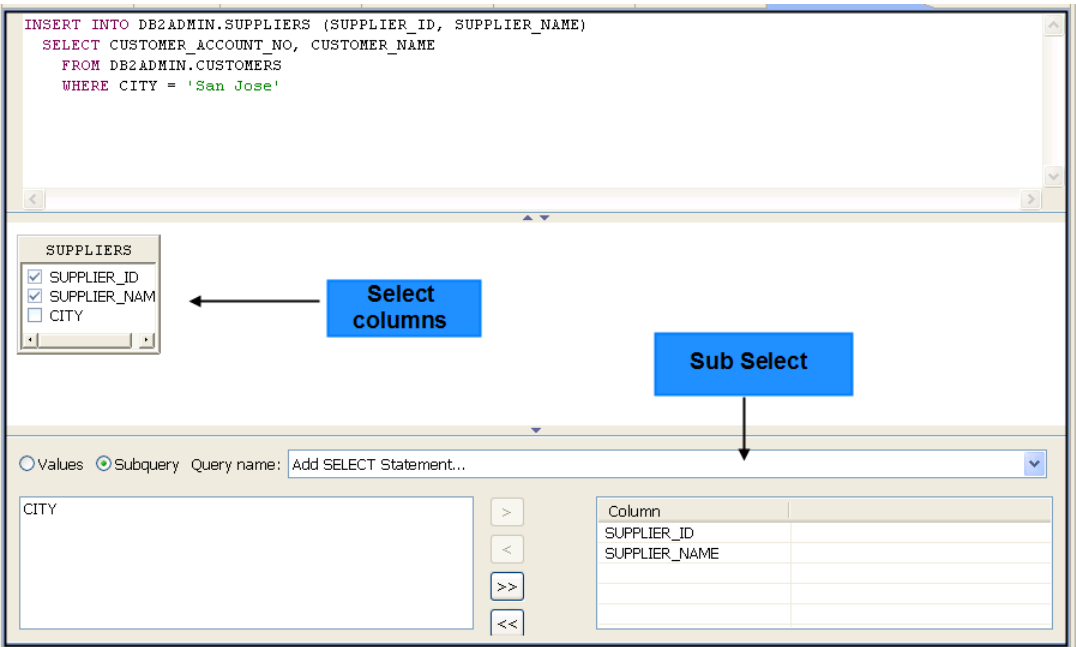 INSERT INTO DB2ADMIN.SUPPLIERS (SUPPLIER_ID, SUPPLIER_NAME)
SELECT CUSTOMER_ACCOUNT_NO, CUSTOMER_NAME
FROM DB2ADMIN.CUSTOMERS
WHERE CITY = 'San Jose'
SUPPLIERS
SUPPLIER_ID
SUPPLIER_NAM
CITY
Select
columns
Sub Select
Values Subquery Query name: Add SELECT Statement...
CITY
>
<
>>
<<
Column
SUPPLIER_ID
SUPPLIER_NAME